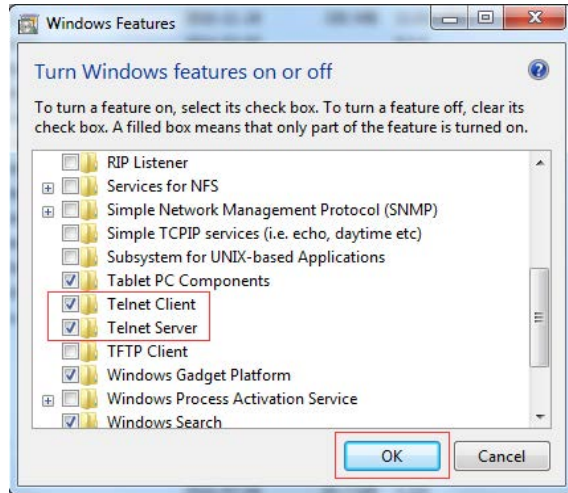 Windows Features
Turn Windows features on or off
To turn a feature on, select its check box. To turn a feature off, clear its
check box. A filled box means that only part of the feature is turned on.
RIP Listener
Services for NFS
Simple Network Management Protocol (SNMP)
Simple TCPIP services (i.e. echo, daytime etc)
Subsystem for UNIX-based Applications
Tablet PC Components
Telnet Client
Telnet Server
TFTP Client
Windows Gadget Platform
Windows Process Activation Service
Windows Search
OK
Cancel